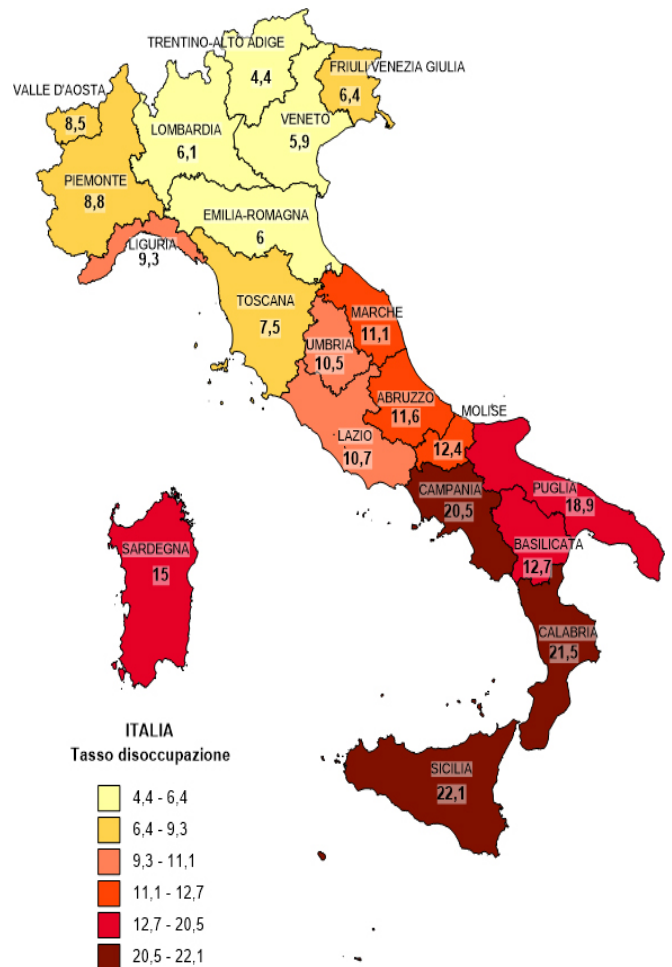 TRENTINO-ALTO ADIGE
4,4
FRIULI VENEZIA GIULIA
6,4
VALLE D'AOSTA
8,5
LOMBARDIA
6,1
VENETO
5,9
PIEMONTE
8,8
EMILIA-ROMAGNA
6
LIGURIA
9,3
TOSCANA
7,5
MARCHE
11,1
UMBRIA
10,5
ABRUZZO
11,6
MOLISE
12,4
LAZIO
10,7
CAMPANIA
20,5
PUGLIA
18,9
BASILICATA
12,7
SARDEGNA
15
CALABRIA
21,5
SICILIA
22,1
ITALIA
Tasso disoccupazione
4,4 - 6,4
6,4 - 9,3
9,3 - 11,1
11,1 - 12,7
12,7 - 20,5
20,5 - 22,1